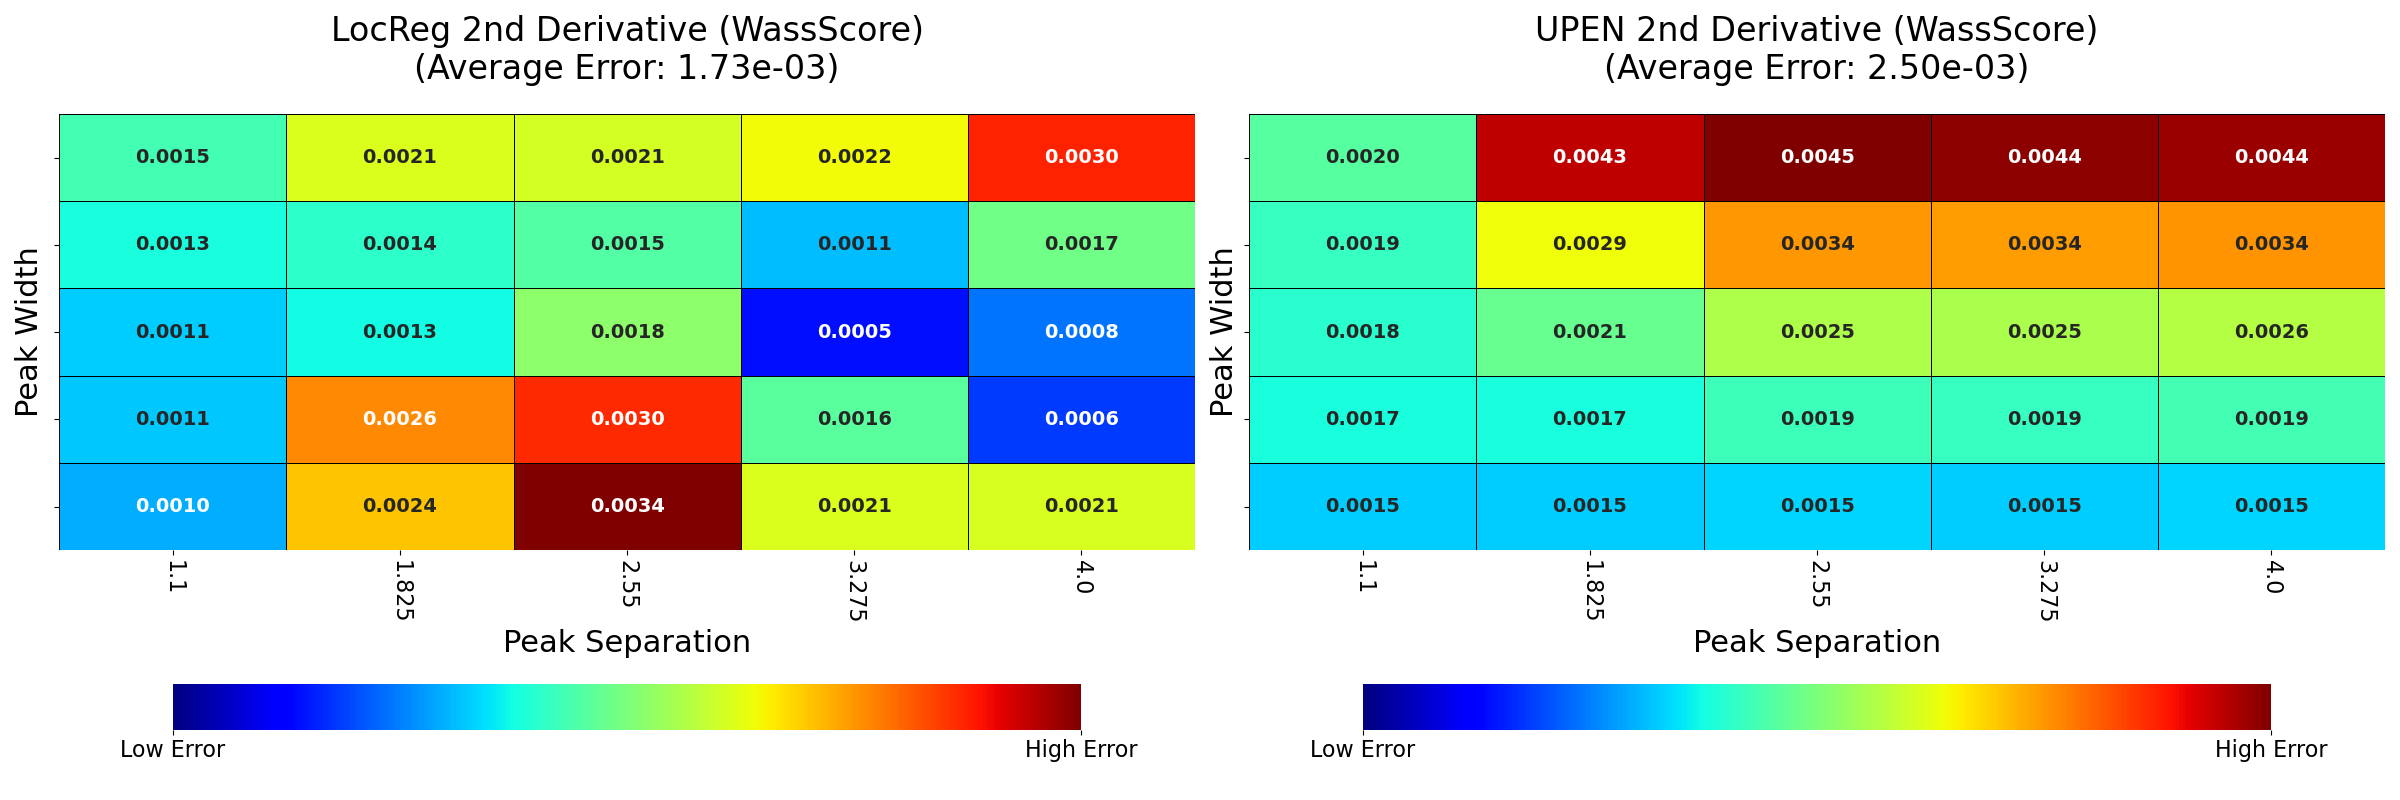 LocReg 2nd Derivative (WassScore)
(Average Error: 1.73e-03)
Peak Width
0.0015 0.0021 0.0021 0.0022 0.0030
0.0013 0.0014 0.0015 0.0011 0.0017
0.0011 0.0013 0.0018 0.0005 0.0008
0.0011 0.0026 0.0030 0.0016 0.0006
0.0010 0.0024 0.0034 0.0021 0.0021
1.1 1.825 2.55 3.275 4.0
Peak Separation
Low Error High Error
UPEN 2nd Derivative (WassScore)
(Average Error: 2.50e-03)
Peak Width
0.0020 0.0043 0.0045 0.0044 0.0044
0.0019 0.0029 0.0034 0.0034 0.0034
0.0018 0.0021 0.0025 0.0025 0.0026
0.0017 0.0017 0.0019 0.0019 0.0019
0.0015 0.0015 0.0015 0.0015 0.0015
1.1 1.825 2.55 3.275 4.0
Peak Separation
Low Error High Error